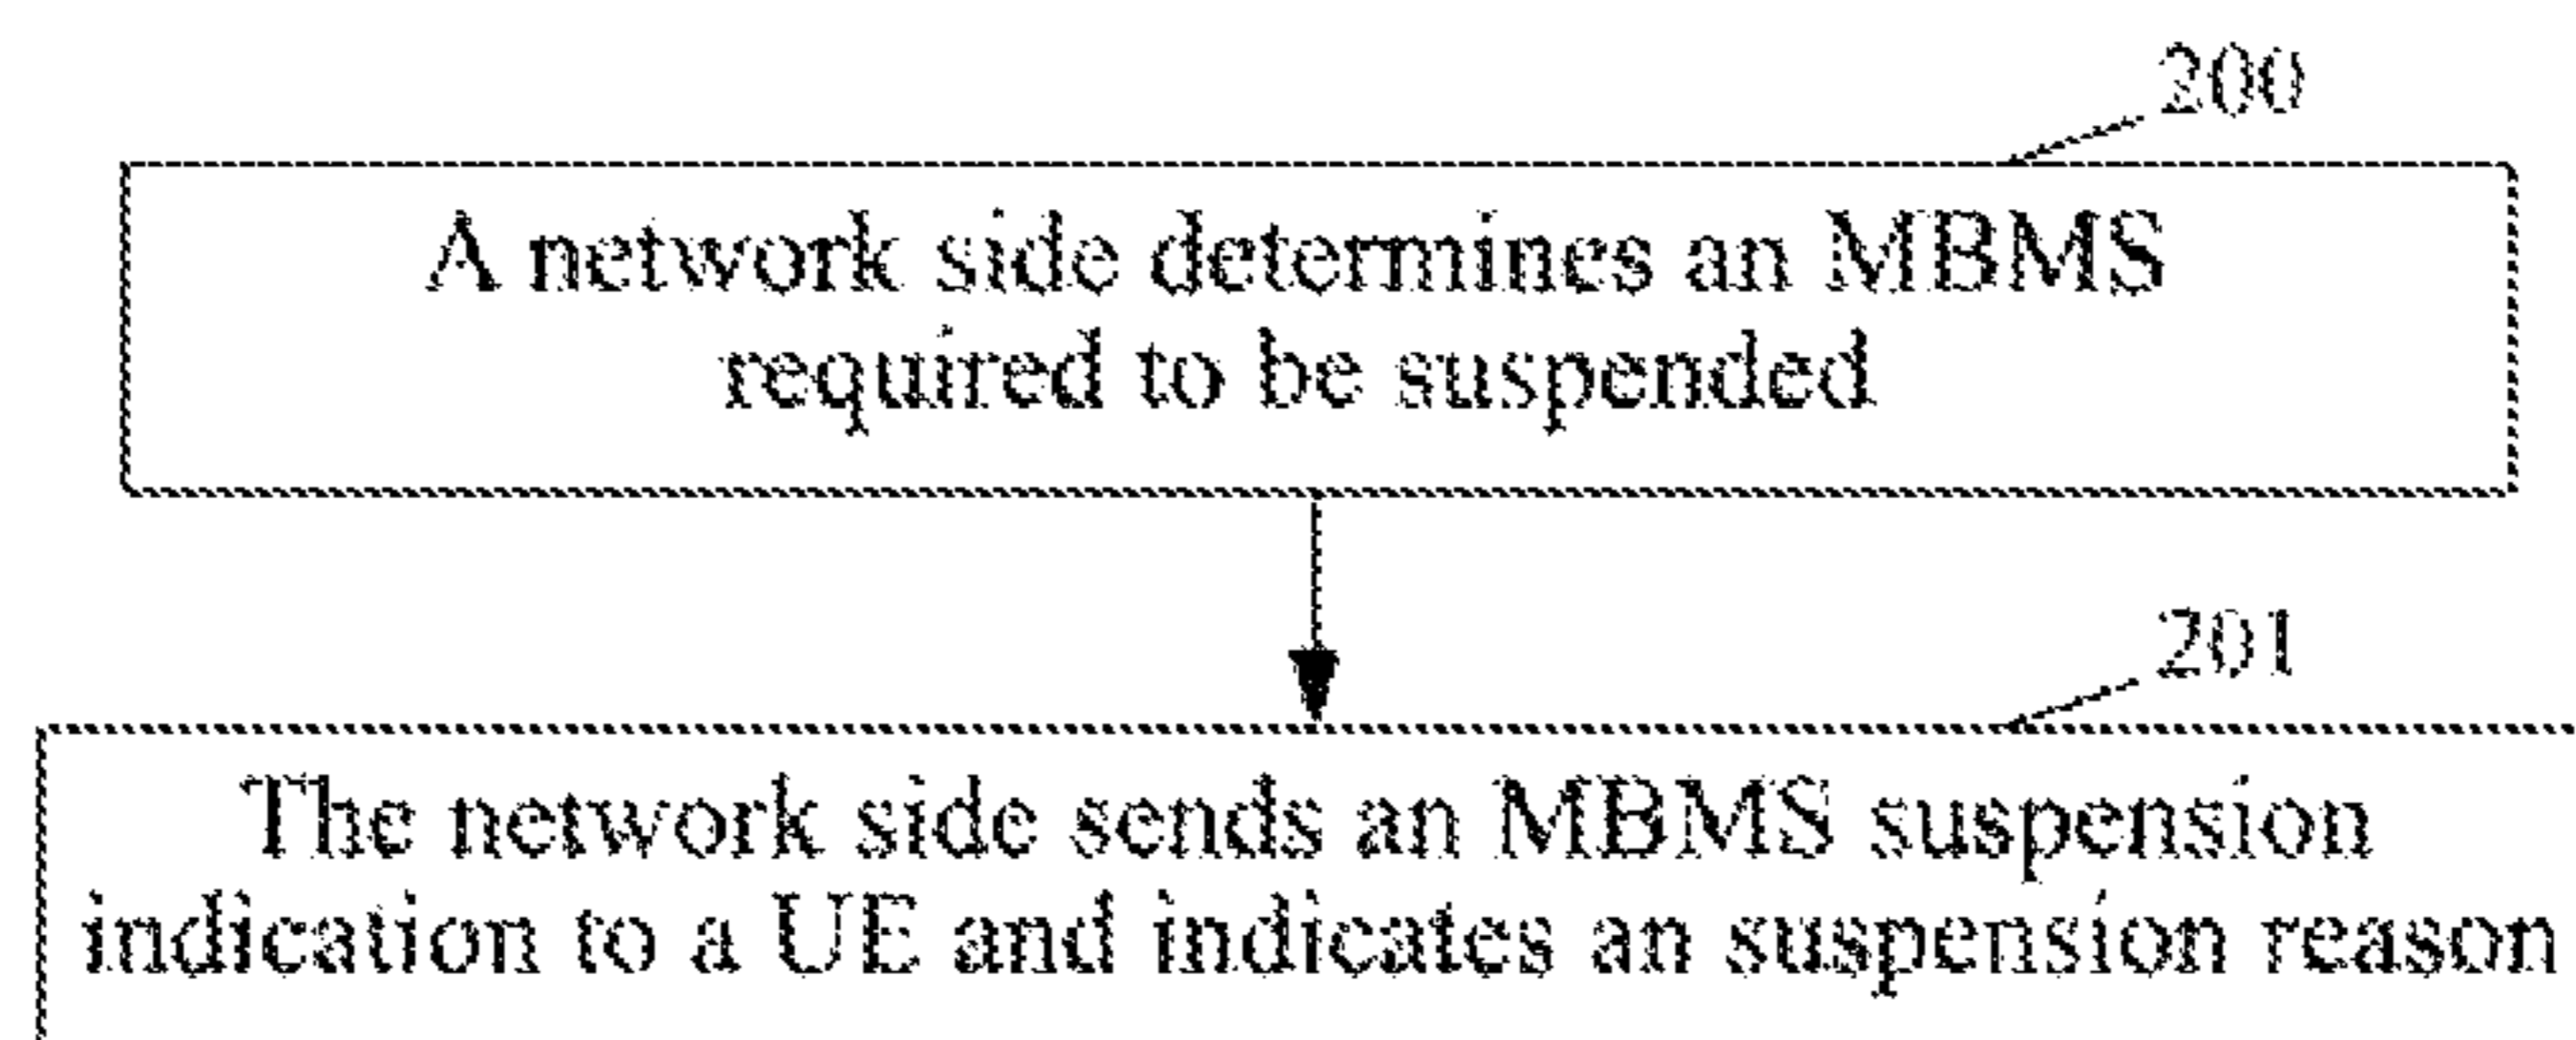 200
A network side determines an MBMS
required to be suspended
201
The network side sends an MBMS suspension
indication to a UE and indicates an suspension reason